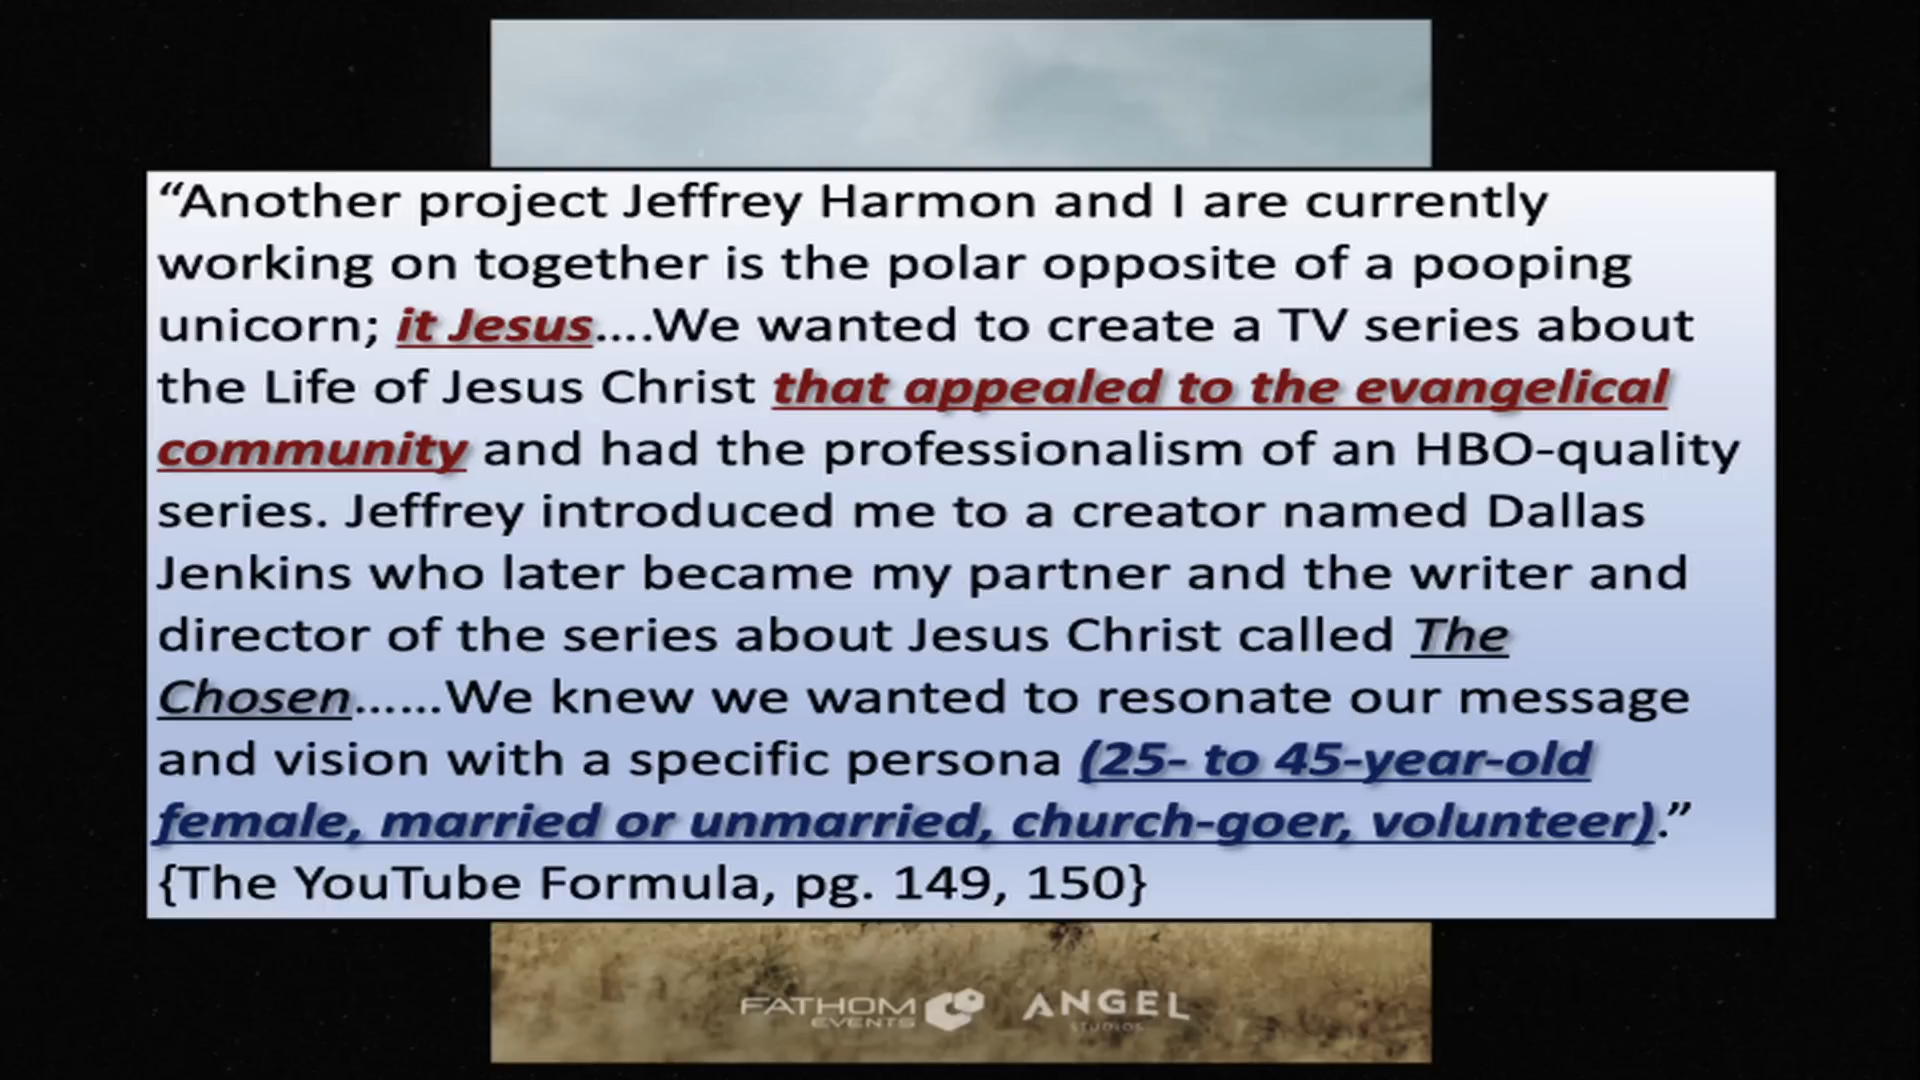 “Another project Jeffrey Harmon and I are currently
working on together is the polar opposite of a pooping
unicorn; it Jesus....We wanted to create a TV series about
the Life of Jesus Christ that appealed to the evangelical
community and had the professionalism of an HBO-quality
series. Jeffrey introduced me to a creator named Dallas
Jenkins who later became my partner and the writer and
director of the series about Jesus Christ called The
Chosen......We knew we wanted to resonate our message
and vision with a specific persona (25- to 45-year-old
female, married or unmarried, church-goer, volunteer).”
{The YouTube Formula, pg. 149, 150}
FATHOM ANGEL
EVENTS STUDIOS